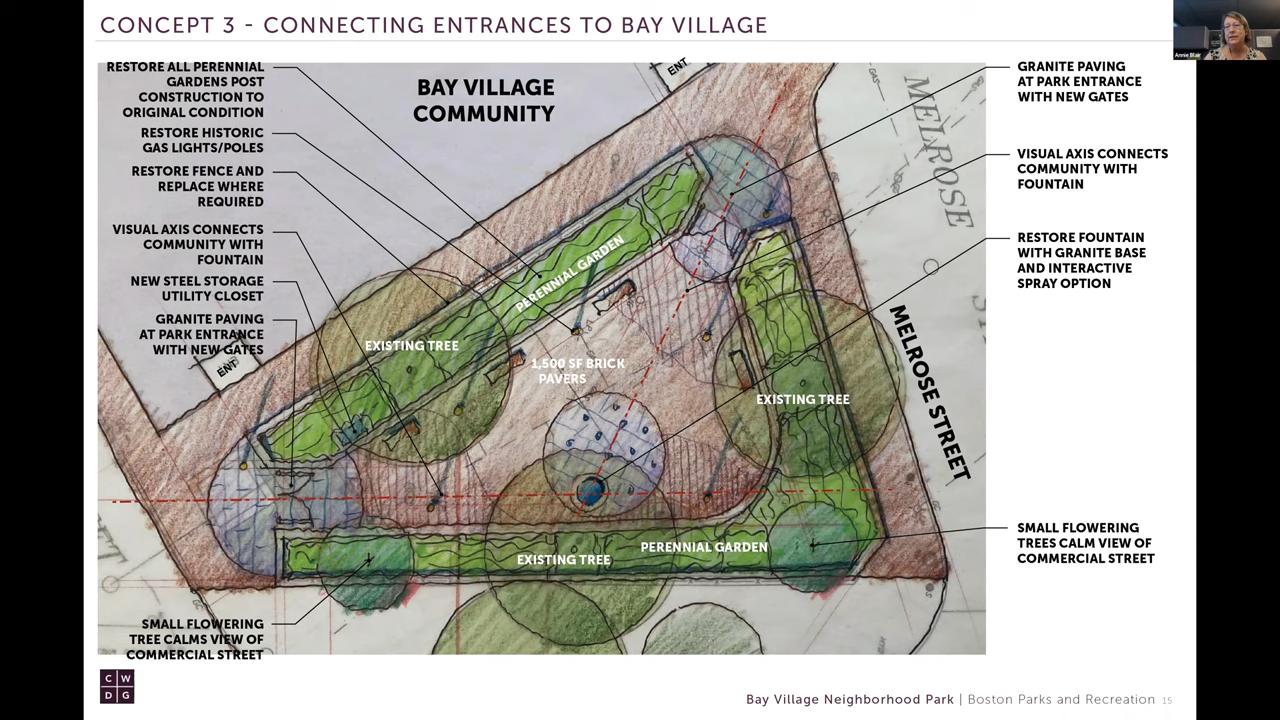 CONCEPT 3 - CONNECTING ENTRANCES TO BAY VILLAGE
Annie Blair
RESTORE ALL PERENNIAL
GARDENS POST
CONSTRUCTION TO
ORIGINAL CONDITION
RESTORE HISTORIC
GAS LIGHTS/POLES
RESTORE FENCE AND
REPLACE WHERE
REQUIRED
VISUAL AXIS CONNECTS
COMMUNITY WITH
FOUNTAIN
NEW STEEL STORAGE
UTILITY CLOSET
GRANITE PAVING
AT PARK ENTRANCE
WITH NEW GATES
SMALL FLOWERING
TREE CALMS VIEW OF
COMMERCIAL STREET
BAY VILLAGE
COMMUNITY
ENT
ENT
MELROSE
GAS
PERENNIAL GARDEN
EXISTING TREE
1,500 SF BRICK
PAVERS
EXISTING TREE
MELROSE STREET
EXISTING TREE
PERENNIAL GARDEN
GRANITE PAVING
AT PARK ENTRANCE
WITH NEW GATES
VISUAL AXIS CONNECTS
COMMUNITY WITH
FOUNTAIN
RESTORE FOUNTAIN
WITH GRANITE BASE
AND INTERACTIVE
SPRAY OPTION
SMALL FLOWERING
TREES CALM VIEW OF
COMMERCIAL STREET
C W
D G
Bay Village Neighborhood Park | Boston Parks and Recreation 15